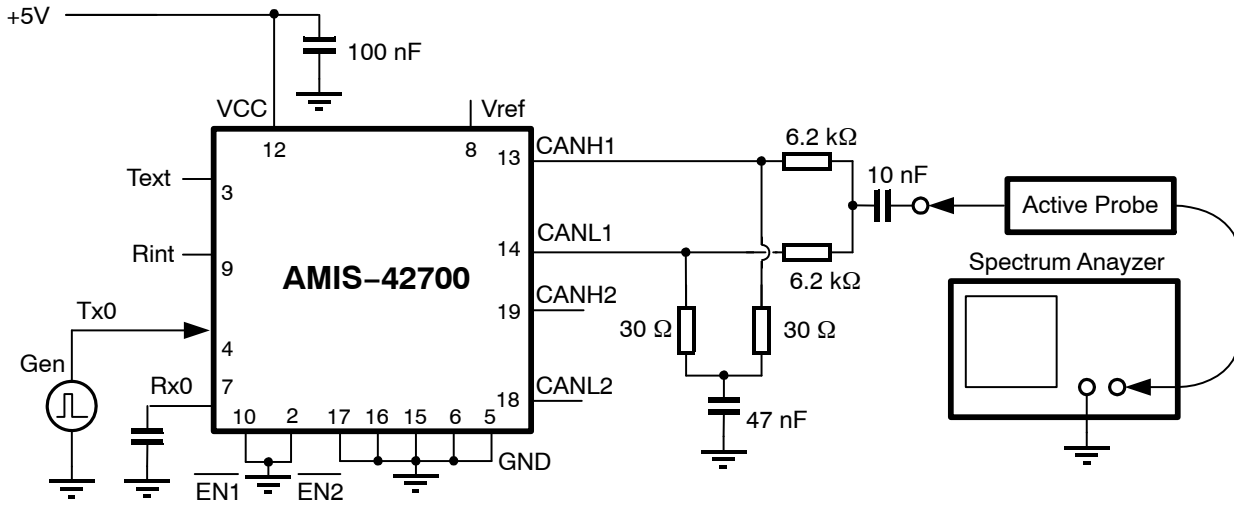 +5V
100 nF
VCC
Vref
12
8
13
CANH1
6.2 kΩ
10 nF
Active Probe
Text
3
14
CANL1
6.2 kΩ
Spectrum Anayzer
Rint
9
AMIS-42700
19
CANH2
Tx0
4
30 Ω
30 Ω
Gen
Rx0
7
18
CANL2
47 nF
10
2
17
16
15
6
5
GND
EN1
EN2